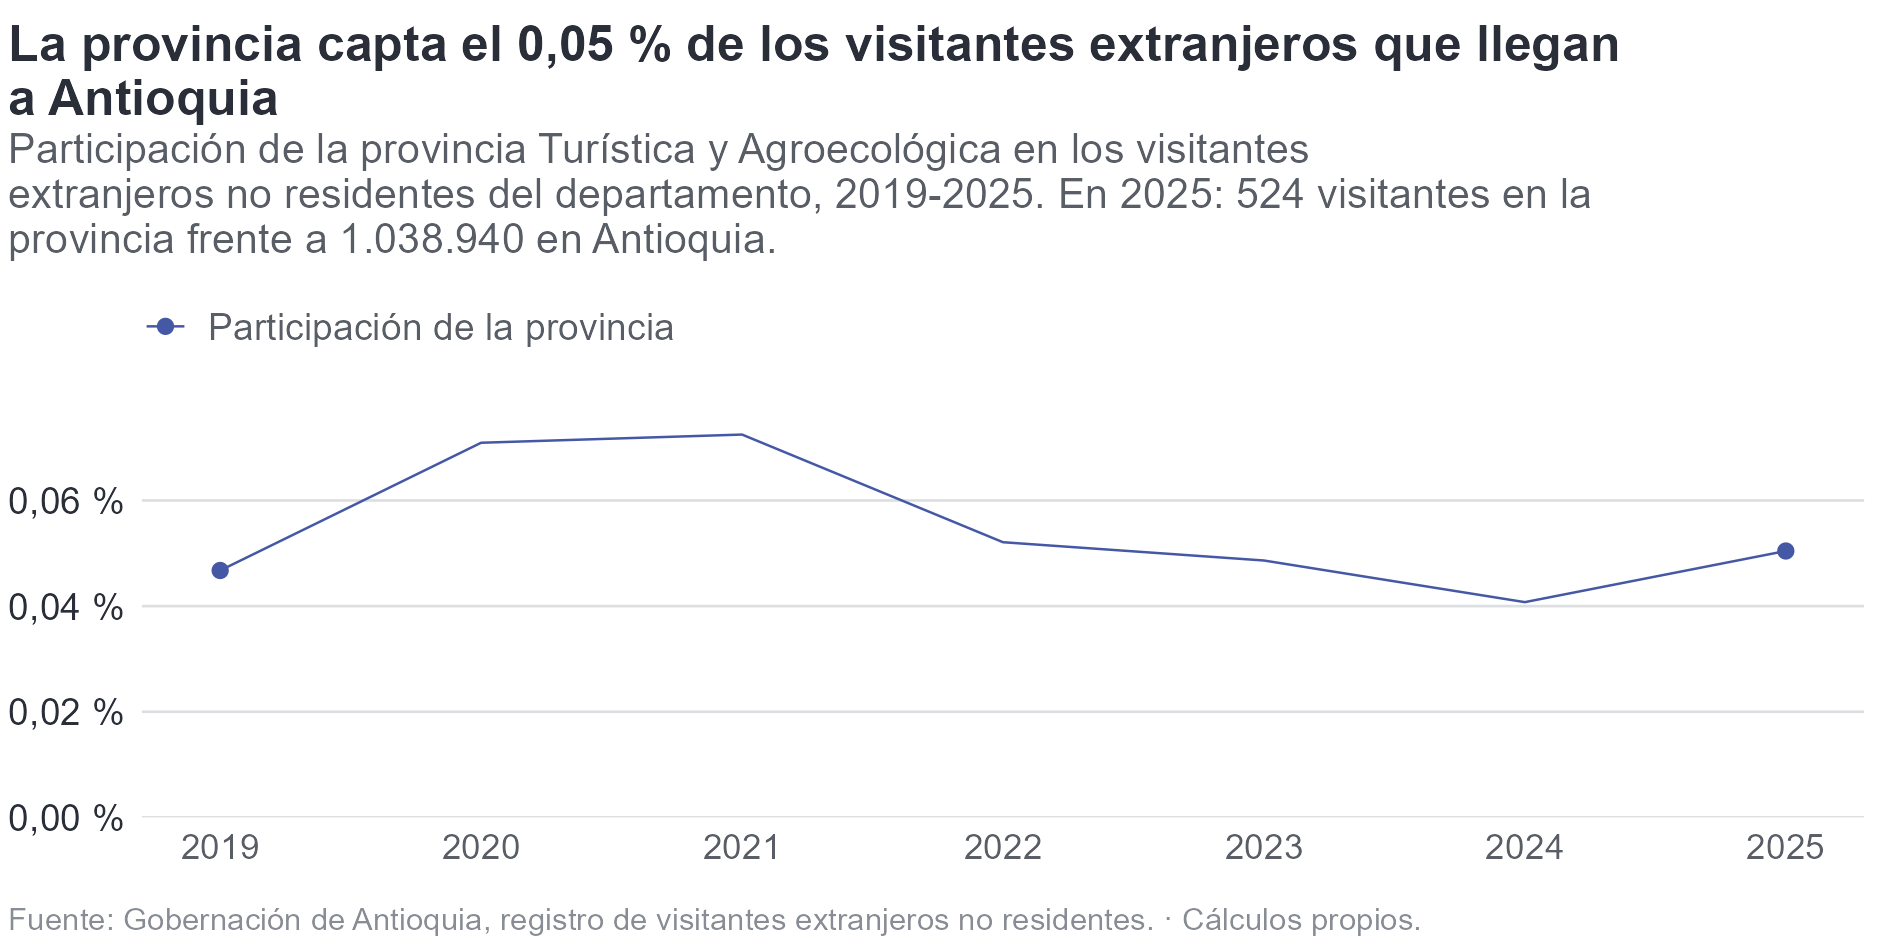 La provincia capta el 0,05 % de los visitantes extranjeros que llegan
a Antioquia
Participación de la provincia Turística y Agroecológica en los visitantes
extranjeros no residentes del departamento, 2019-2025. En 2025: 524 visitantes en la
provincia frente a 1.038.940 en Antioquia.
Participación de la provincia
0,06 %
0,04 %
0,02 %
0,00 %
2019 2020 2021 2022 2023 2024 2025
Fuente: Gobernación de Antioquia, registro de visitantes extranjeros no residentes. · Cálculos propios.